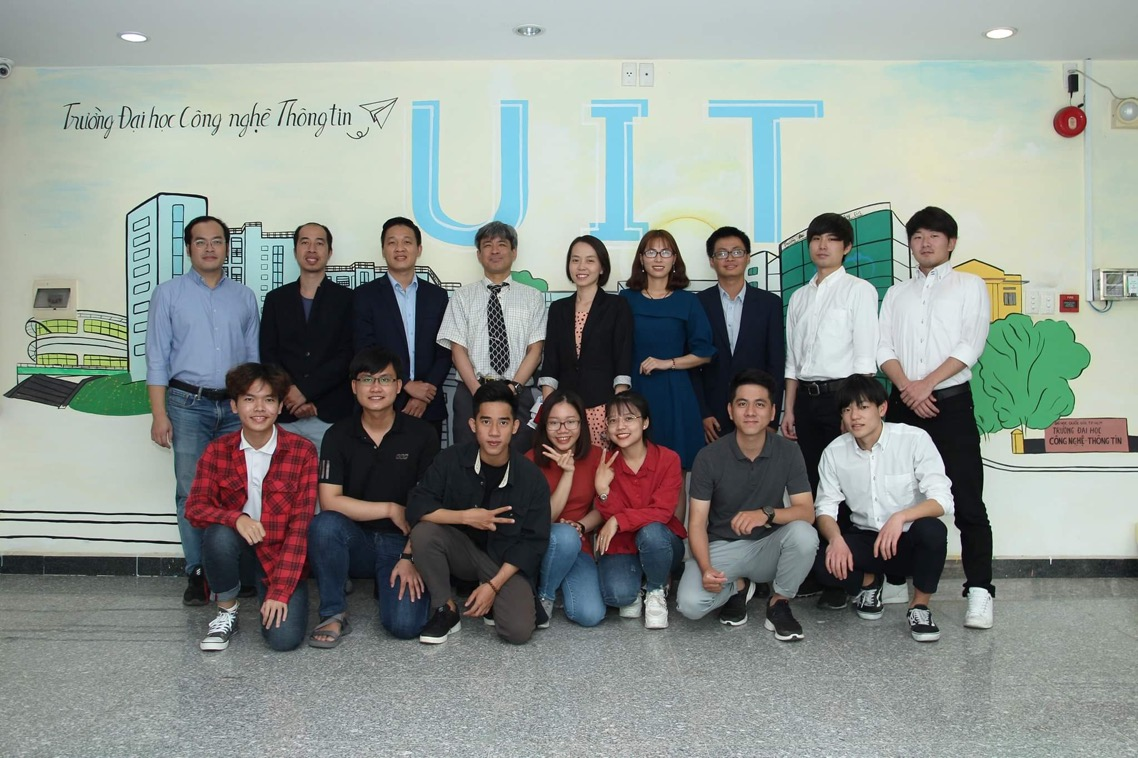 Trường Đại học Công nghệ Thông tin
UIT
TRƯỜNG ĐẠI HỌC
CÔNG NGHỆ-THÔNG TIN